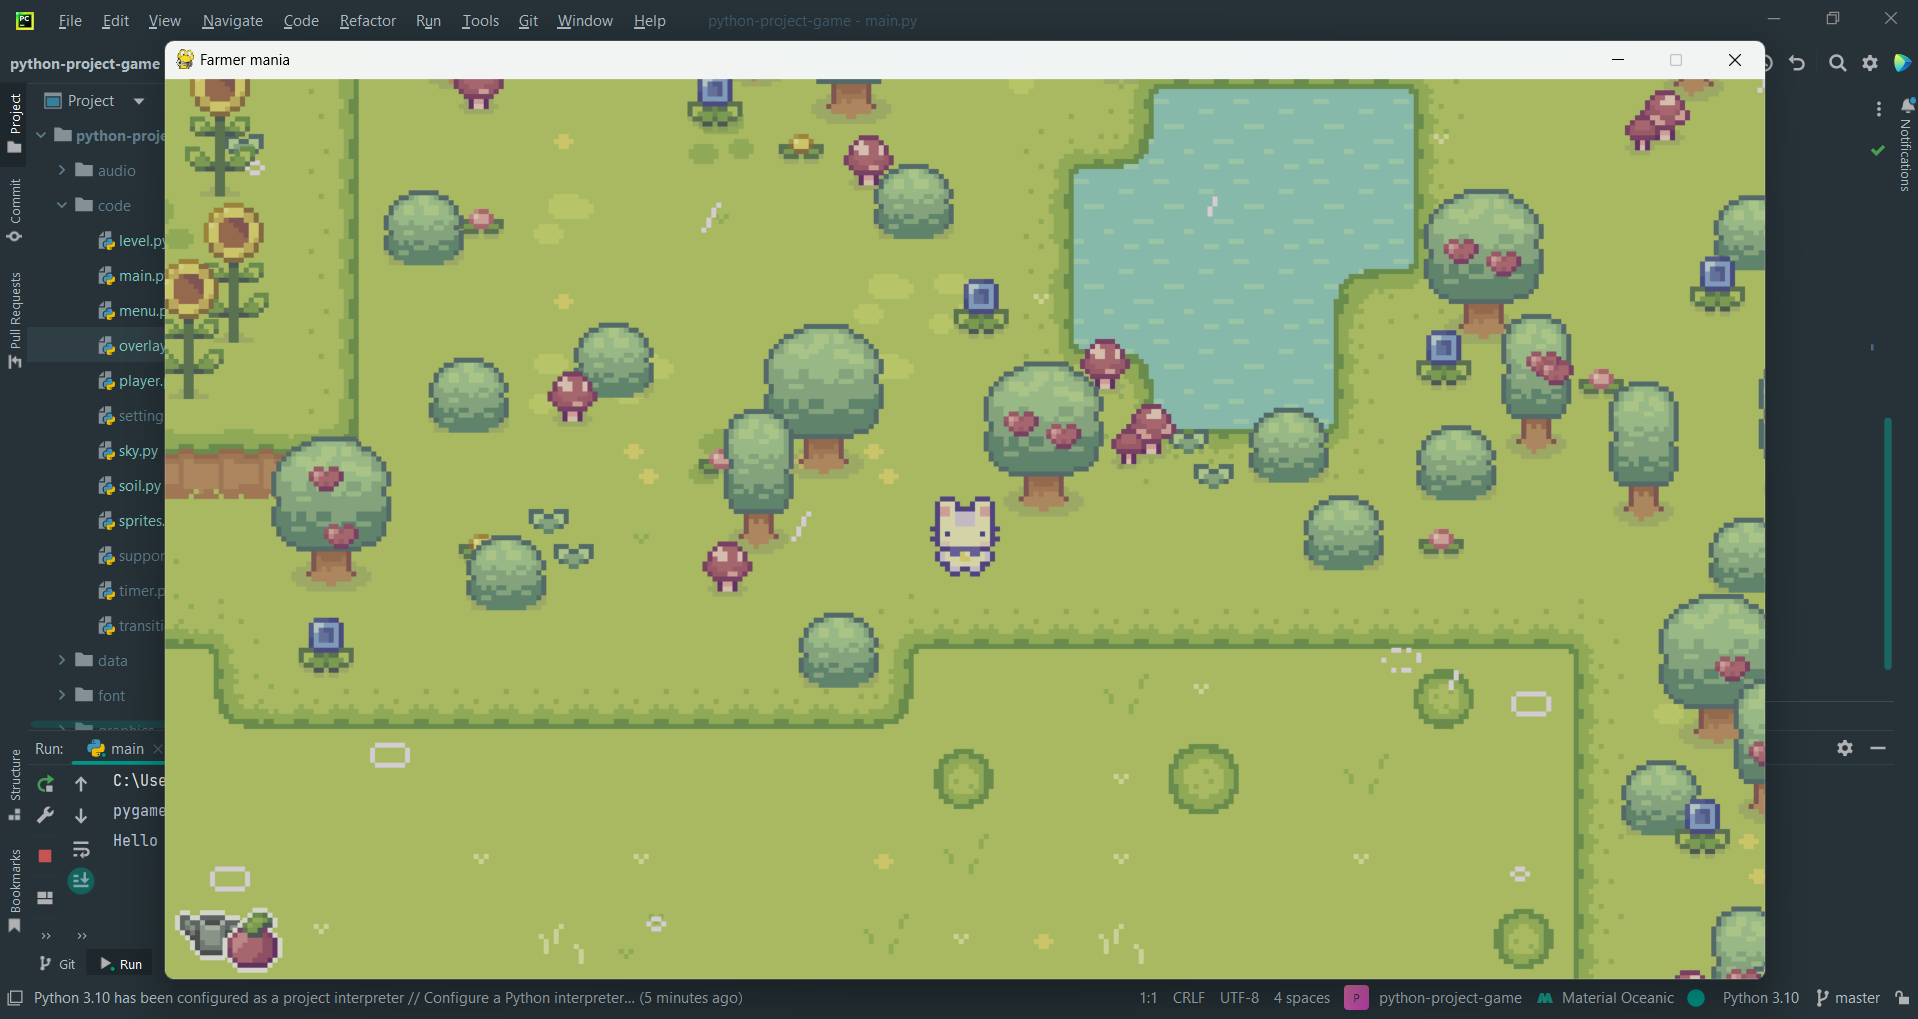 PC
File Edit View Navigate Code Refactor Run Tools Git Window Help python-project-game - main.py
python-project-game
Farmer mania
Project
Project
python-proje
audio
code
level.py
main.p
menu.p
overlay
player.
setting
sky.py
soil.py
sprites.
suppor
timer.p
transiti
data
font
graphics
Commit
Pull Requests
Structure
Bookmarks
Notifications
Run: main
C:\Use
pygame
Hello
Git Run
Python 3.10 has been configured as a project interpreter // Configure a Python interpreter... (5 minutes ago)
1:1 CRLF UTF-8 4 spaces P python-project-game Material Oceanic Python 3.10 master